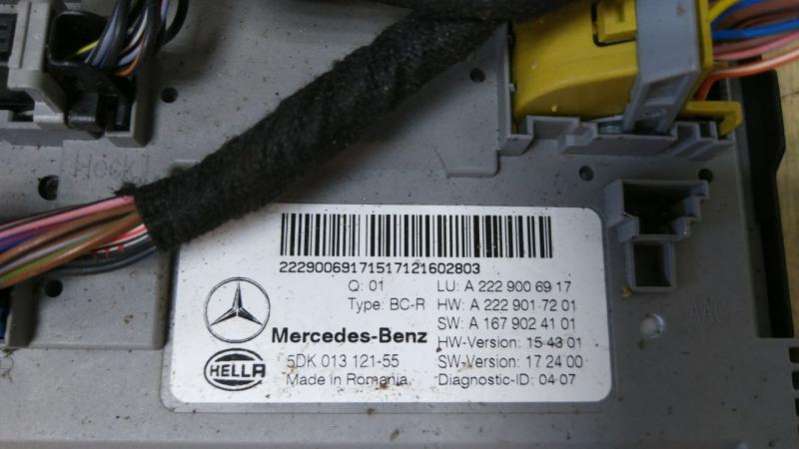 Hock
22290069171517121602803
Q: 01 LU: A 222 900 69 17
Type: BC-R HW: A 222 901 72 01
SW: A 167 902 41 01
Mercedes-Benz HW-Version: 15 43 01
HELLA 5DK 013 121-55 SW-Version: 17 24 00
Made in Romania Diagnostic-ID: 04 07